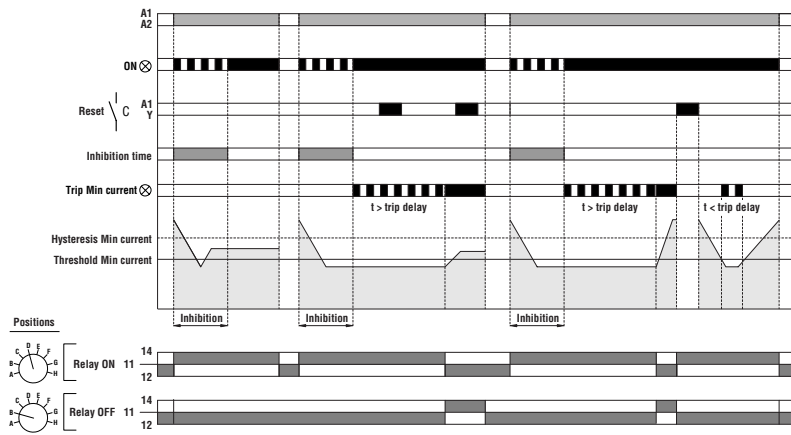 A1
A2
ON
Reset C A1
Y
Inhibition time
Trip Min current
t > trip delay t > trip delay t < trip delay
Hysteresis Min current
Threshold Min current
Inhibition Inhibition Inhibition
Positions
A B C D E F G H
Relay ON 11 14
12
A B C D E F G H
Relay OFF 11 14
12